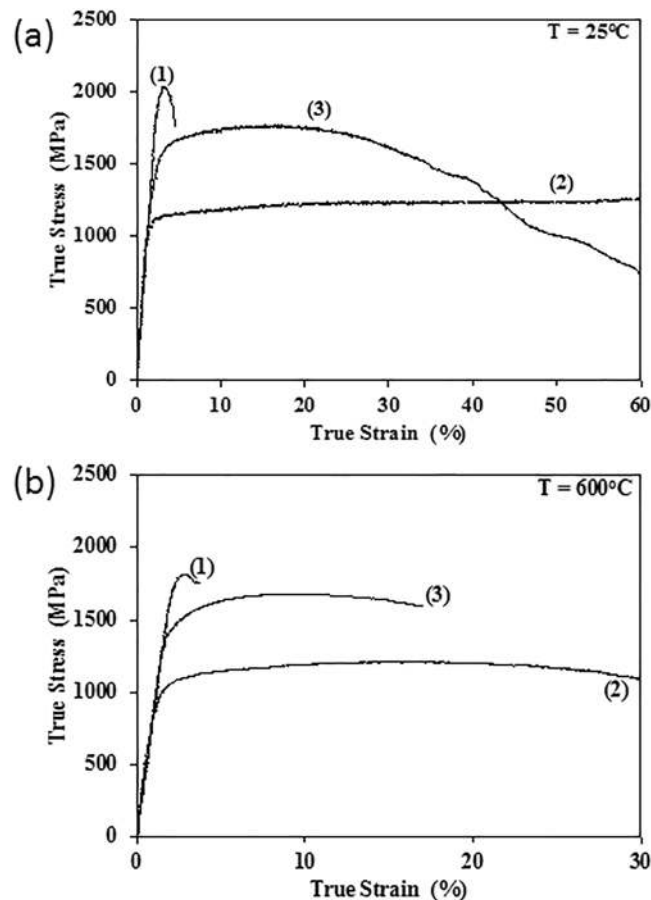 (a)
T = 25°C
2500
2000
1500
1000
500
0
True Stress (MPa)
(1)
(3)
(2)
0 10 20 30 40 50 60
True Strain (%)
(b)
T = 600°C
2500
2000
1500
1000
500
0
True Stress (MPa)
(1)
(3)
(2)
0 10 20 30
True Strain (%)